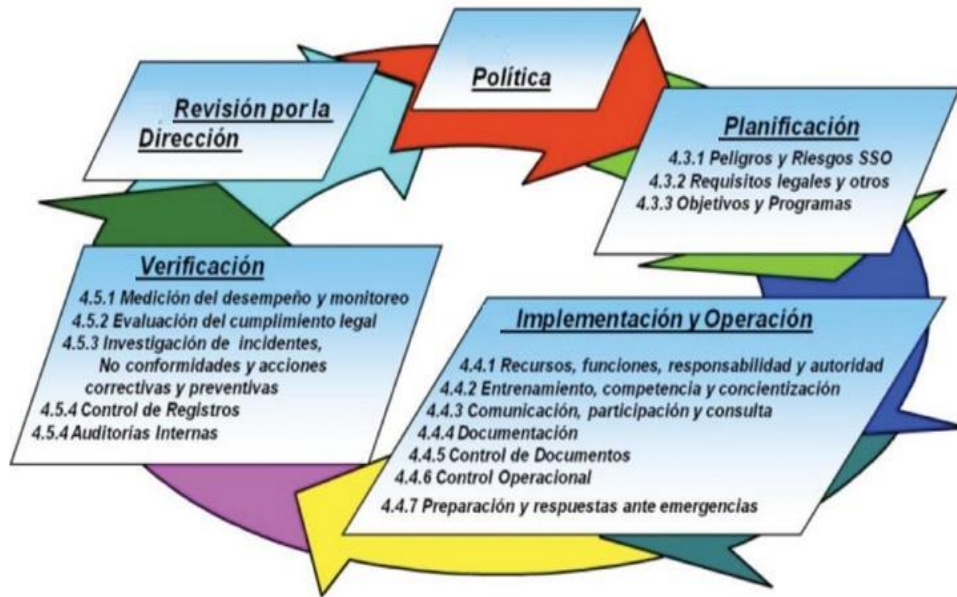 Política
Planificación
4.3.1 Peligros y Riesgos SSO
4.3.2 Requisitos legales y otros
4.3.3 Objetivos y Programas
Implementación y Operación
4.4.1 Recursos, funciones, responsabilidad y autoridad
4.4.2 Entrenamiento, competencia y concientización
4.4.3 Comunicación, participación y consulta
4.4.4 Documentación
4.4.5 Control de Documentos
4.4.6 Control Operacional
4.4.7 Preparación y respuestas ante emergencias
Verificación
4.5.1 Medición del desempeño y monitoreo
4.5.2 Evaluación del cumplimiento legal
4.5.3 Investigación de incidentes,
No conformidades y acciones
correctivas y preventivas
4.5.4 Control de Registros
4.5.4 Auditorías Internas
Revisión por la
Dirección